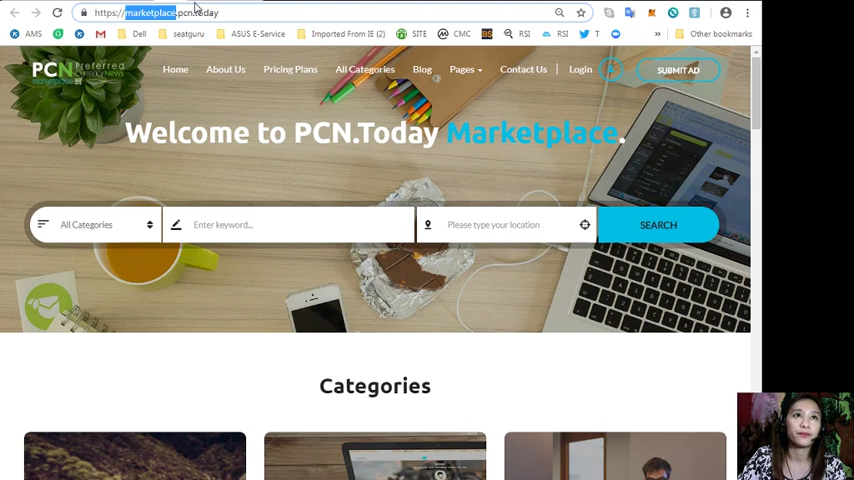 https://marketplace.pcn.today
AMS
Dell
seatguru
ASUS E-Service
Imported From IE (2)
SITE
CMC
BS
RSI
RSI
T
»
Other bookmarks
PCN Preferred Currency News
marketplace
Home
About Us
Pricing Plans
All Categories
Blog
Pages
Contact Us
Login
SUBMIT AD
Welcome to PCN.Today Marketplace.
All Categories
Enter keyword...
Please type your location
SEARCH
Categories